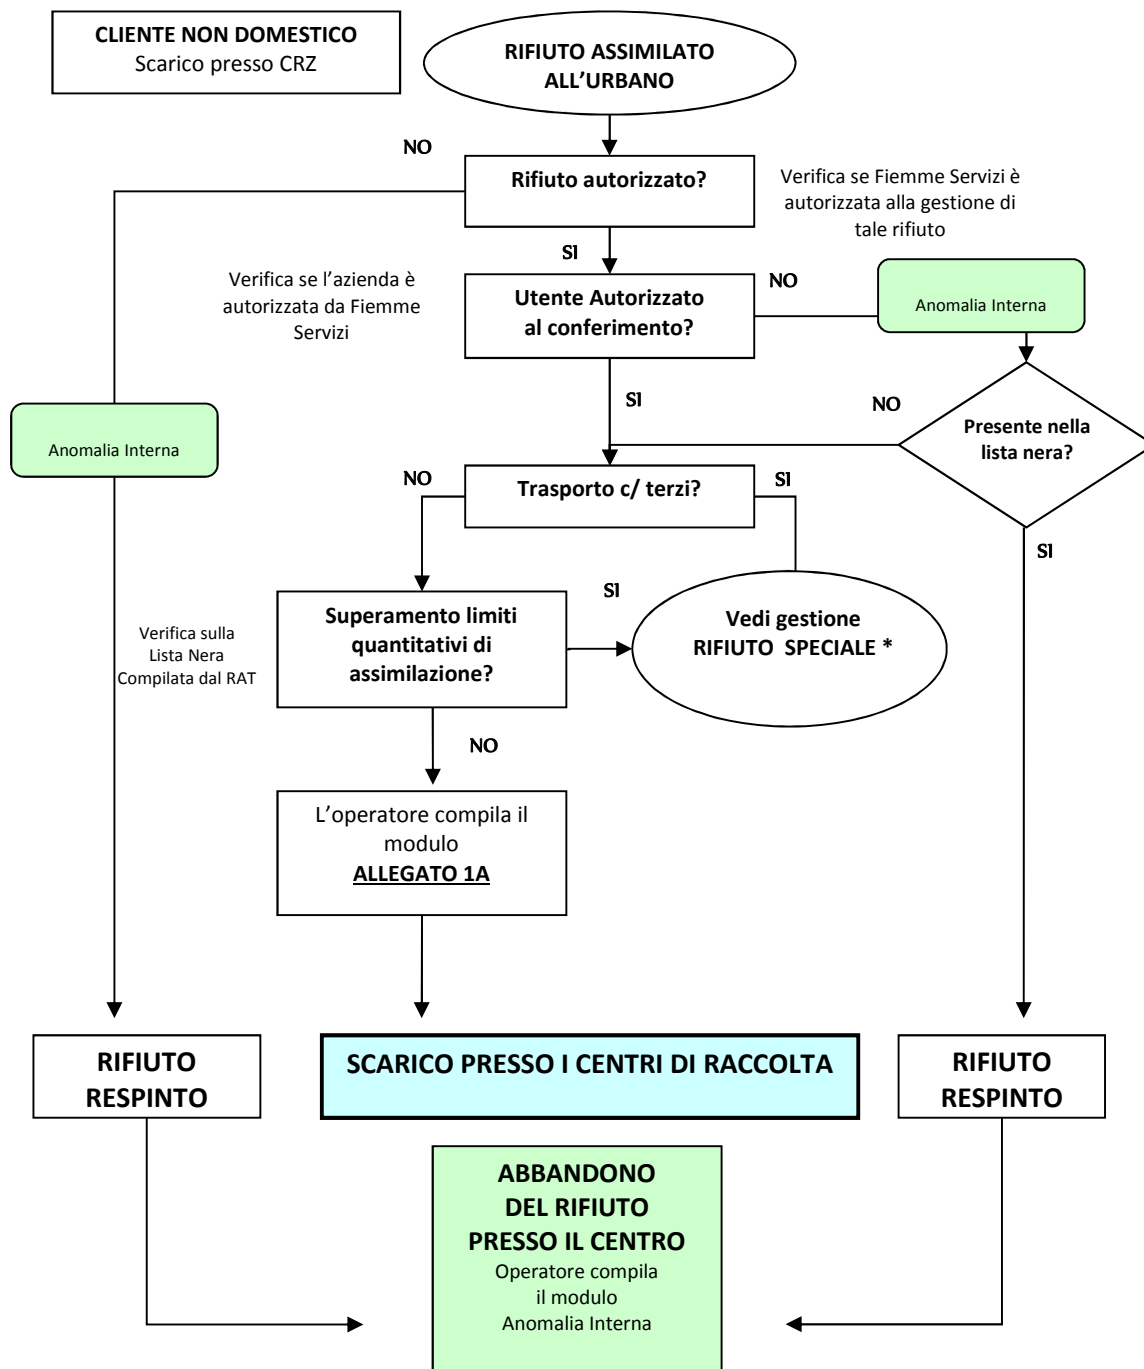 CLIENTE NON DOMESTICO
Scarico presso CRZ
RIFIUTO ASSIMILATO
ALL’URBANO
NO
Rifiuto autorizzato?
Verifica se Fiemme Servizi è
autorizzata alla gestione di
tale rifiuto
SI
Verifica se l’azienda è
autorizzata da Fiemme
Servizi
Utente Autorizzato
al conferimento?
NO
Anomalia Interna
SI
NO
Presente nella
lista nera?
Anomalia Interna
NO
Trasporto c/ terzi?
SI
SI
SI
Superamento limiti
quantitativi di
assimilazione?
Vedi gestione
RIFIUTO SPECIALE *
Verifica sulla
Lista Nera
Compilata dal RAT
NO
L’operatore compila il
modulo
ALLEGATO 1A
RIFIUTO
RESPINTO
SCARICO PRESSO I CENTRI DI RACCOLTA
RIFIUTO
RESPINTO
ABBANDONO
DEL RIFIUTO
PRESSO IL CENTRO
Operatore compila
il modulo
Anomalia Interna